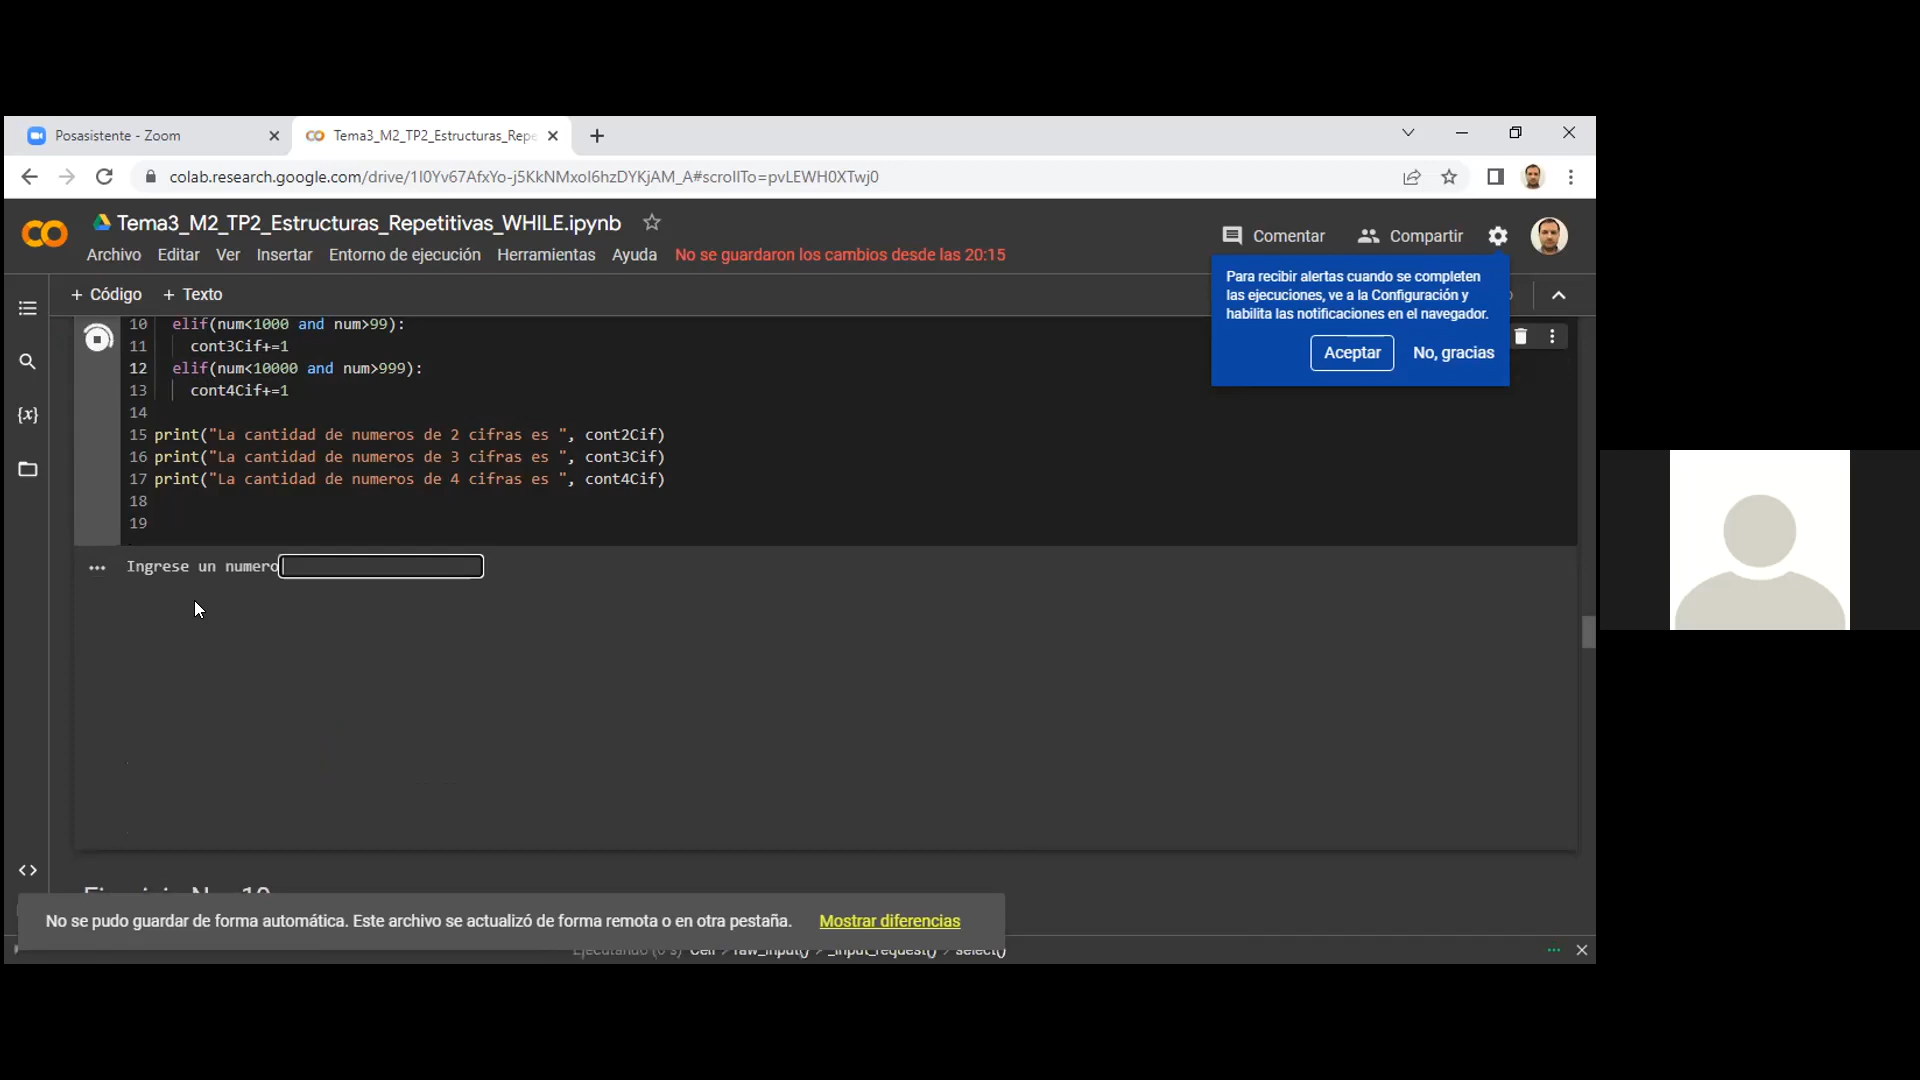 Posasistente - Zoom
Tema3_M2_TP2_Estructuras_Repe
colab.research.google.com/drive/1I0Yv67AfxYo-j5KkNMxol6hzDYKjAM_A#scrollTo=pvLEWH0XTwj0
Tema3_M2_TP2_Estructuras_Repetitivas_WHILE.ipynb
Archivo Editar Ver Insertar Entorno de ejecución Herramientas Ayuda No se guardaron los cambios desde las 20:15
Comentar Compartir
+ Código + Texto
Para recibir alertas cuando se completen
las ejecuciones, ve a la Configuración y
habilita las notificaciones en el navegador.
Aceptar No, gracias
10 elif(num<1000 and num>99):
11 cont3Cif+=1
12 elif(num<10000 and num>999):
13 cont4Cif+=1
14
15 print("La cantidad de numeros de 2 cifras es ", cont2Cif)
16 print("La cantidad de numeros de 3 cifras es ", cont3Cif)
17 print("La cantidad de numeros de 4 cifras es ", cont4Cif)
18
19
Ingrese un numero
No se pudo guardar de forma automática. Este archivo se actualizó de forma remota o en otra pestaña. Mostrar diferencias
Ejecutando (0 s) Cell > raw_input() > _input_request() > select()